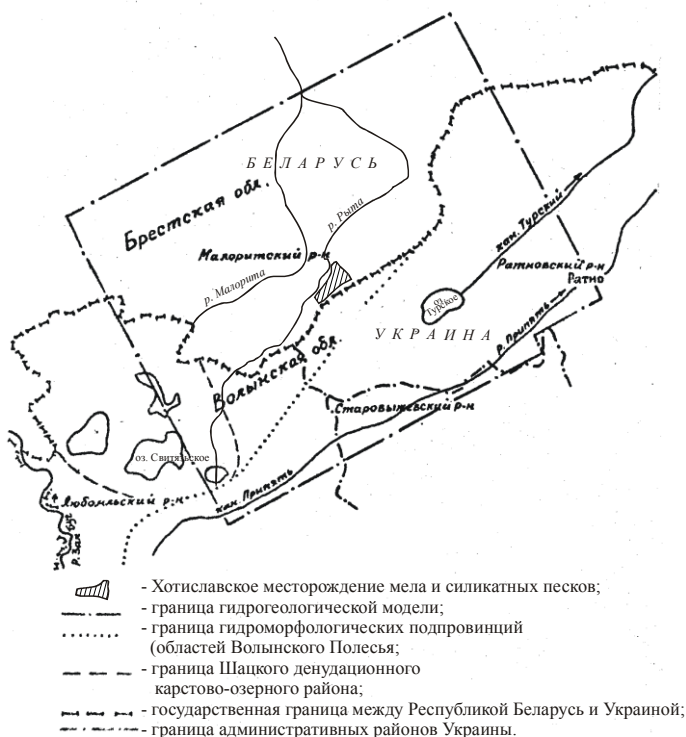 БЕЛАРУСЬ
Брестская обл.
р. Рыта
кан. Турский
Малоритский р-н
Ратновский р-н
Ратно
р. Малорита
оз. Турское
УКРАИНА
р. Припять
Волынская обл.
Старовыжевский р-н
оз. Свитязьское
Любомльский р-н
кан. Припять
р. Зап. Буг
- Хотиславское месторождение мела и силикатных песков;
- граница гидрогеологической модели;
- граница гидроморфологических подпровинций
(областей Волынского Полесья;
- граница Шацкого денудационного
карстово-озерного района;
- государственная граница между Республикой Беларусь и Украиной;
- граница административных районов Украины.